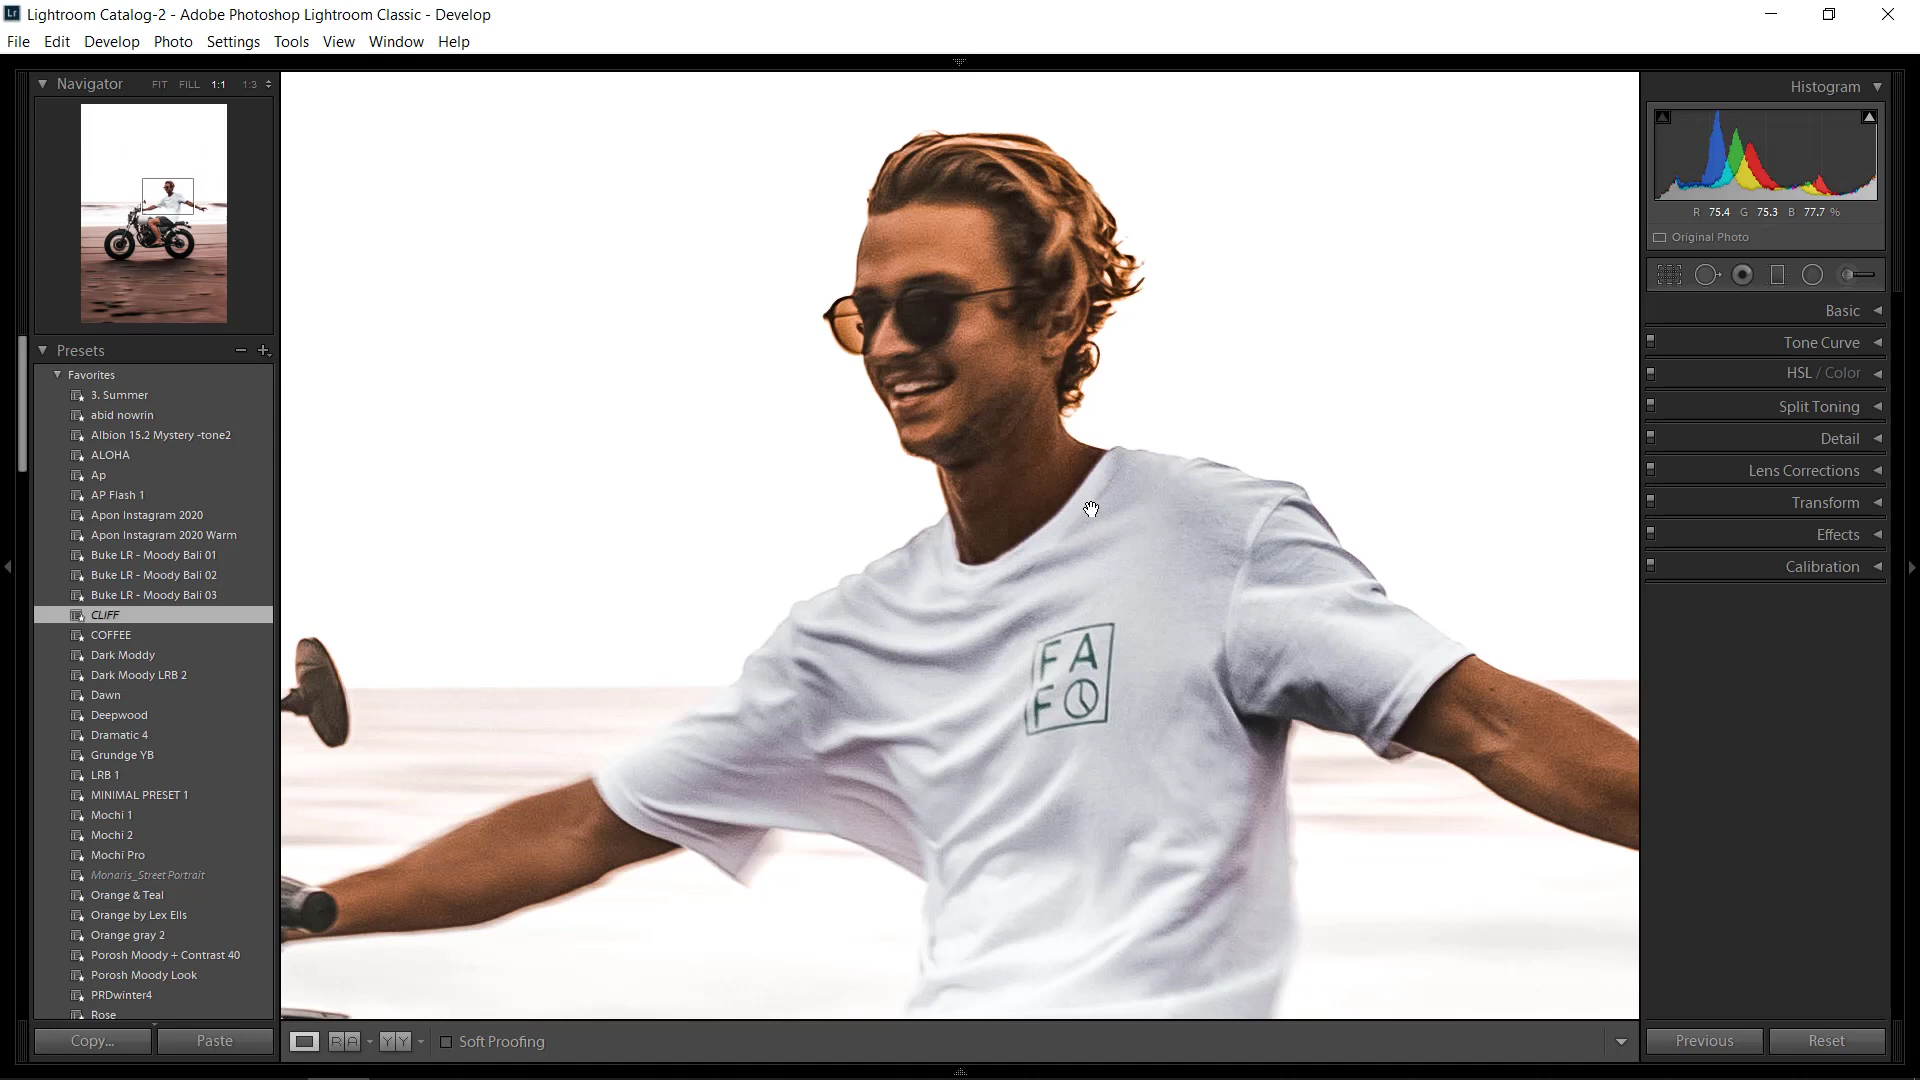 Lr Lightroom Catalog-2 - Adobe Photoshop Lightroom Classic - Develop
File Edit Develop Photo Settings Tools View Window Help
Navigator FIT FILL 1:1 1:3
Presets
Favorites
3. Summer
abid nowrin
Albion 15.2 Mystery -tone2
ALOHA
Ap
AP Flash 1
Apon Instagram 2020
Apon Instagram 2020 Warm
Buke LR - Moody Bali 01
Buke LR - Moody Bali 02
Buke LR - Moody Bali 03
CLIFF
COFFEE
Dark Moddy
Dark Moody LRB 2
Dawn
Deepwood
Dramatic 4
Grundge YB
LRB 1
MINIMAL PRESET 1
Mochi 1
Mochi 2
Mochi Pro
Monaris_Street Portrait
Orange & Teal
Orange by Lex Ells
Orange gray 2
Porosh Moody + Contrast 40
Porosh Moody Look
PRDwinter4
Rose
Copy... Paste
FA
FO
R A Y Y Soft Proofing
Histogram
R 75.4 G 75.3 B 77.7 %
Original Photo
Basic
Tone Curve
HSL / Color
Split Toning
Detail
Lens Corrections
Transform
Effects
Calibration
Previous Reset